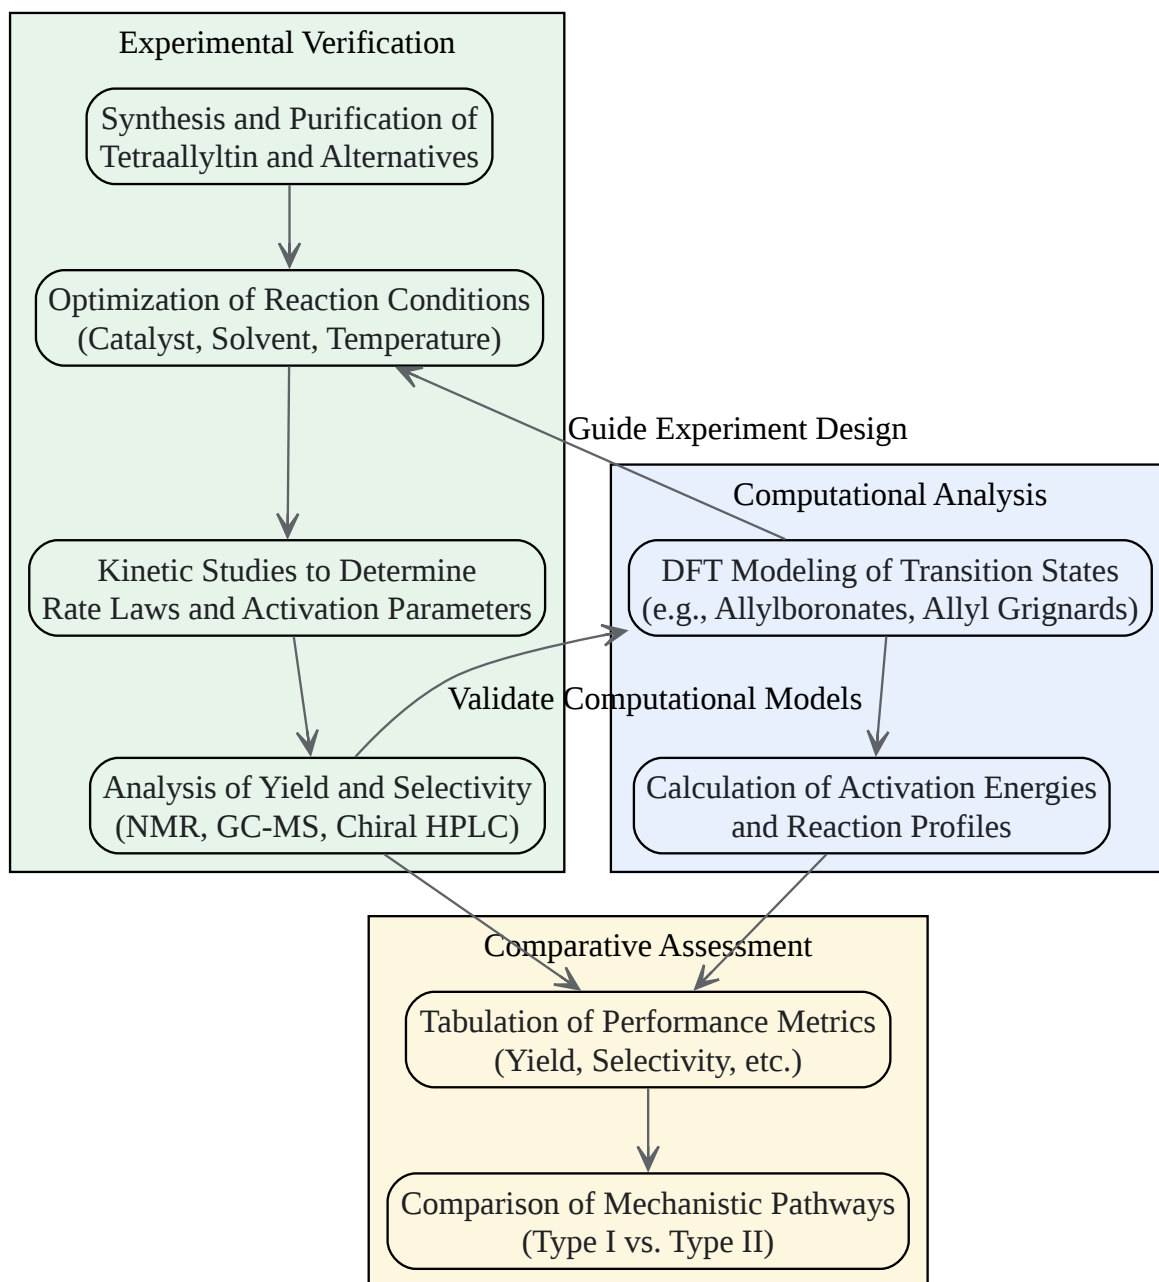 Experimental Verification
Synthesis and Purification of
Tetraallyltin and Alternatives
Optimization of Reaction Conditions
(Catalyst, Solvent, Temperature)
Guide Experiment Design
Kinetic Studies to Determine
Rate Laws and Activation Parameters
Analysis of Yield and Selectivity
(NMR, GC-MS, Chiral HPLC)
Validate Computational Models
Computational Analysis
DFT Modeling of Transition States
(e.g., Allylboronates, Allyl Grignards)
Calculation of Activation Energies
and Reaction Profiles
Comparative Assessment
Tabulation of Performance Metrics
(Yield, Selectivity, etc.)
Comparison of Mechanistic Pathways
(Type I vs. Type II)